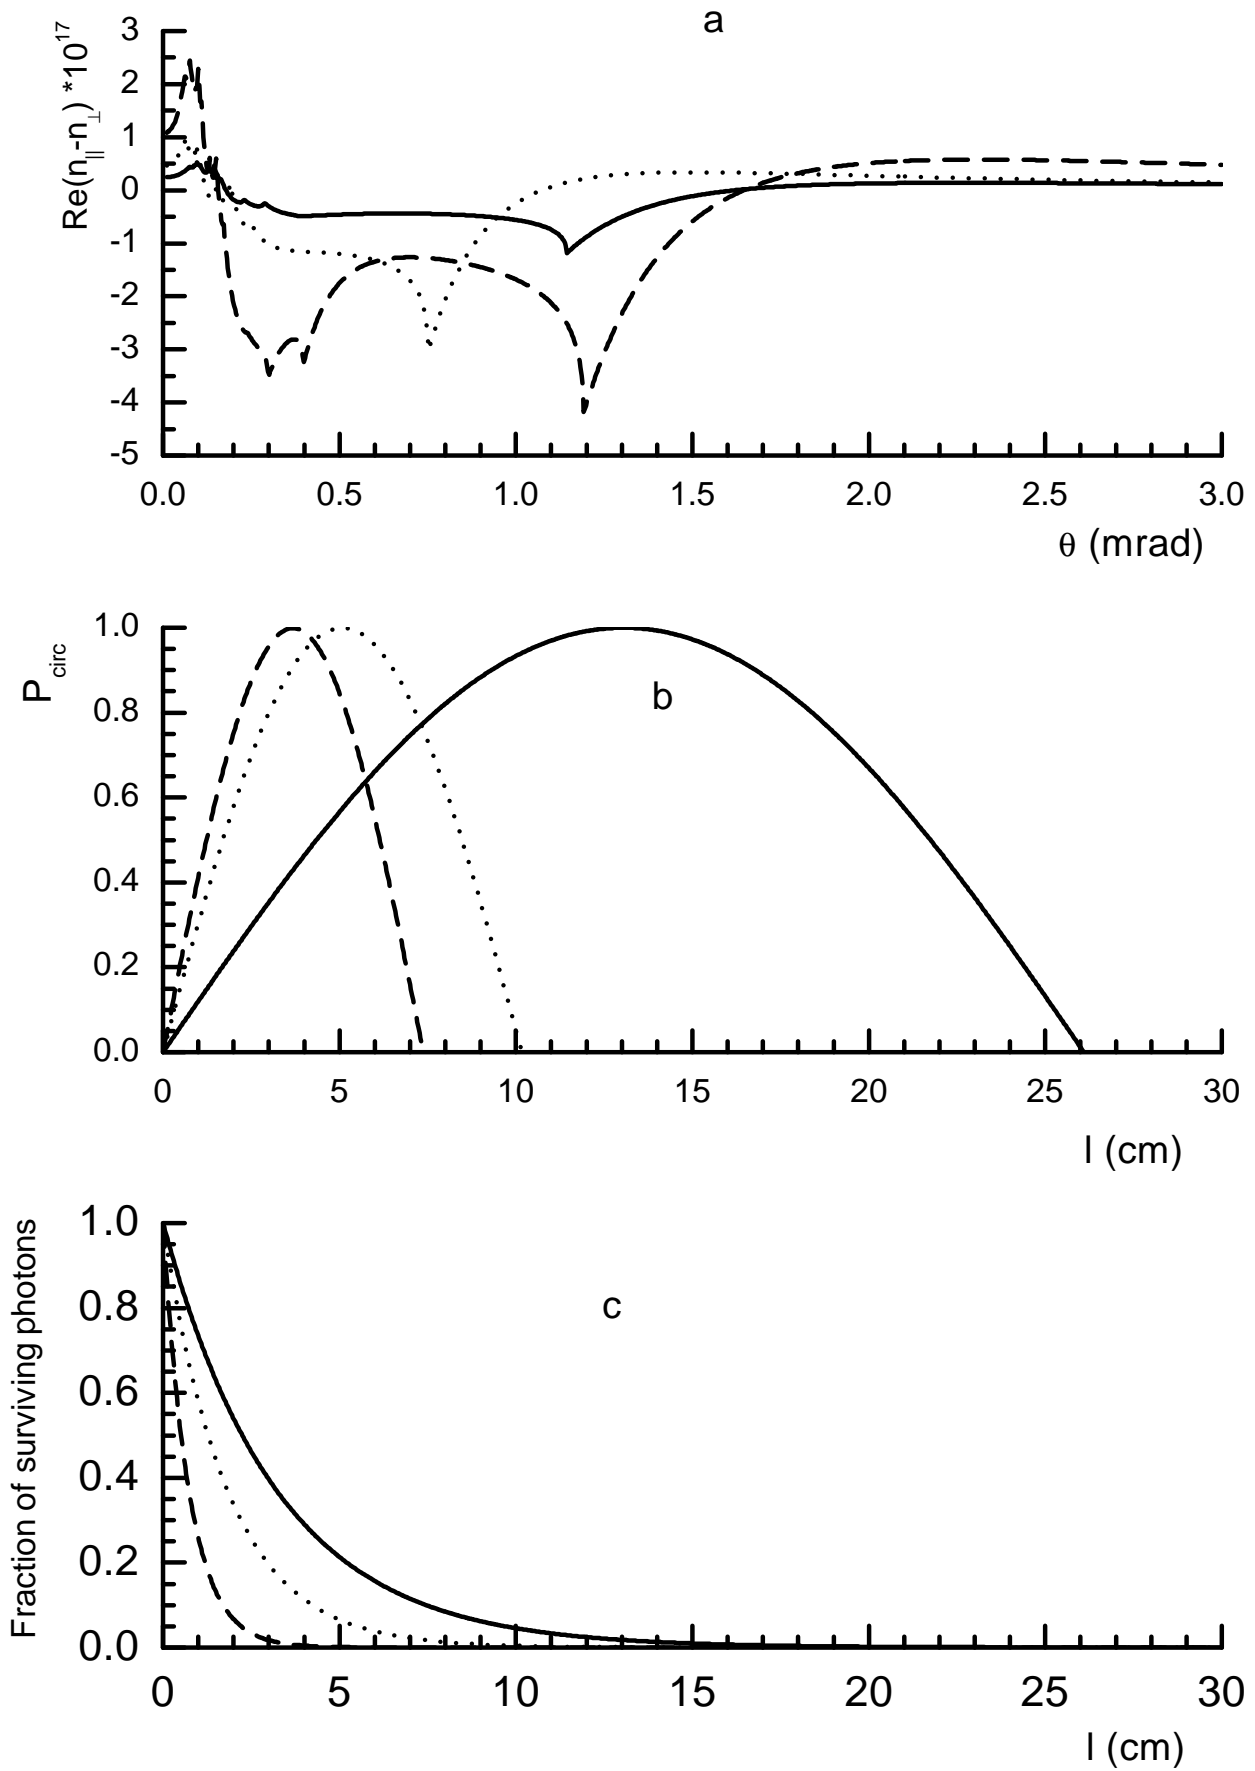 a
Re(n∥-n⊥) *10^17
3
2
1
0
-1
-2
-3
-4
-5
0.0 0.5 1.0 1.5 2.0 2.5 3.0
θ (mrad)
b
P_circ
1.0
0.8
0.6
0.4
0.2
0.0
0 5 10 15 20 25 30
l (cm)
c
Fraction of surviving photons
1.0
0.8
0.6
0.4
0.2
0.0
0 5 10 15 20 25 30
l (cm)